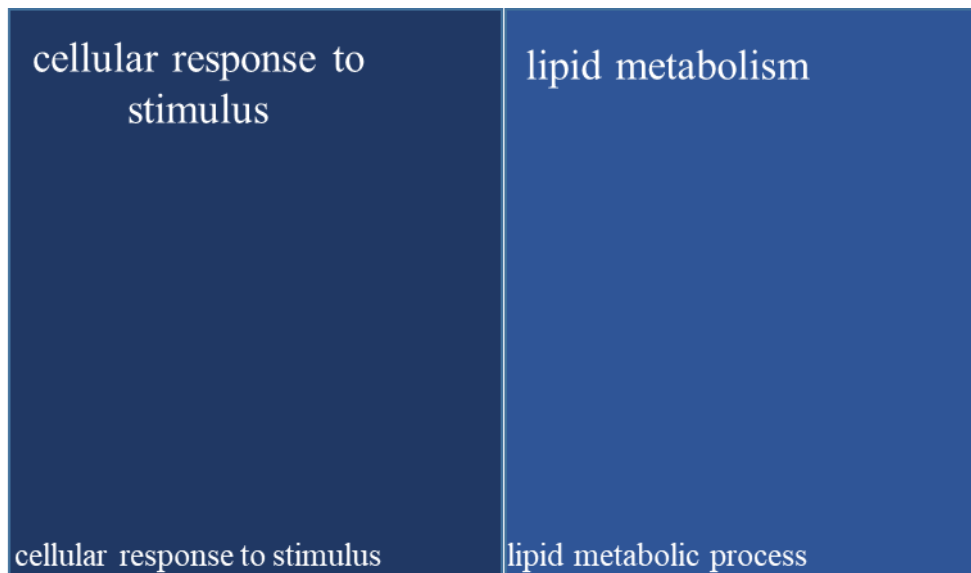 cellular response to
stimulus
lipid metabolism
cellular response to stimulus
lipid metabolic process